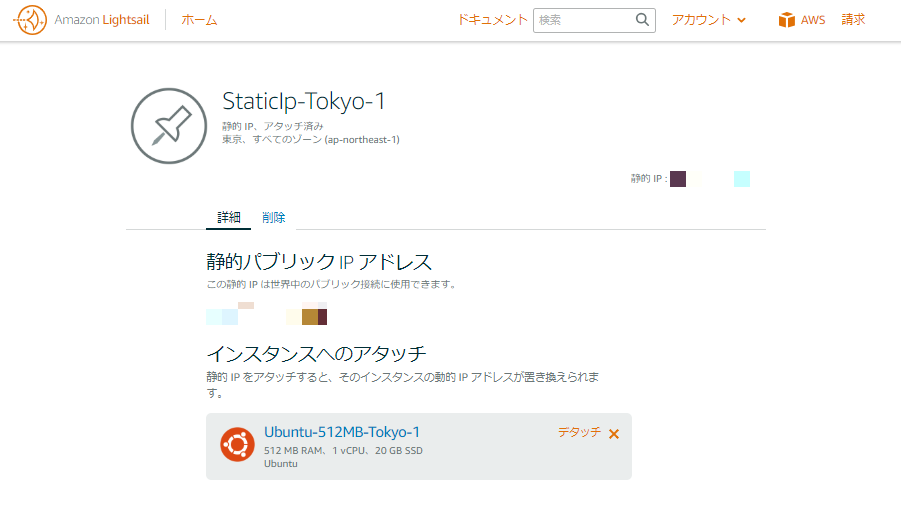 Amazon Lightsail ホーム ドキュメント 検索 アカウント AWS 請求
StaticIp-Tokyo-1
静的 IP、アタッチ済み
東京、すべてのゾーン (ap-northeast-1)
静的 IP :
詳細 削除
静的パブリック IP アドレス
この静的 IP は世界中のパブリック接続に使用できます。
インスタンスへのアタッチ
静的 IP をアタッチすると、そのインスタンスの動的 IP アドレスが置き換えられま
す。
Ubuntu-512MB-Tokyo-1 デタッチ
512 MB RAM、1 vCPU、20 GB SSD
Ubuntu